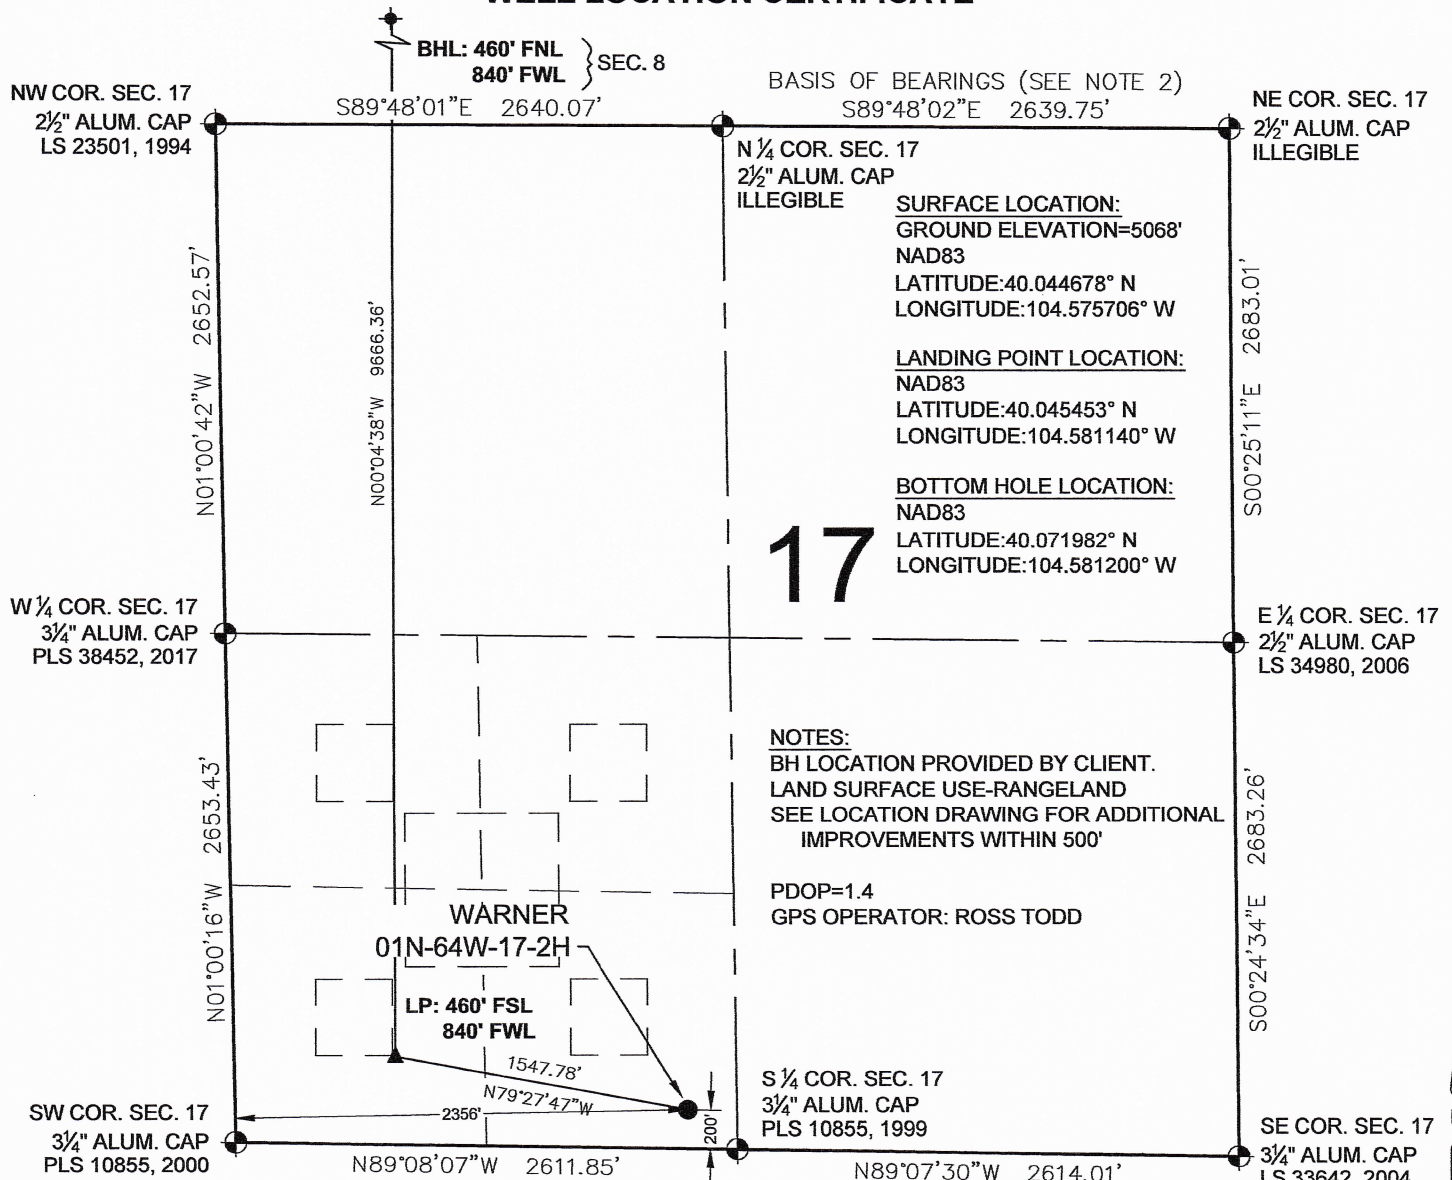 WELL LOCATION CERTIFICATE
BHL: 460' FNL
840' FWL
SEC. 8
BASIS OF BEARINGS (SEE NOTE 2)
NW COR. SEC. 17
2½" ALUM. CAP
LS 23501, 1994
S89°48'01"E 2640.07'
S89°48'02"E 2639.75'
NE COR. SEC. 17
2½" ALUM. CAP
ILLEGIBLE
N ¼ COR. SEC. 17
2½" ALUM. CAP
ILLEGIBLE
SURFACE LOCATION:
GROUND ELEVATION=5068'
NAD83
LATITUDE:40.044678° N
LONGITUDE:104.575706° W
LANDING POINT LOCATION:
NAD83
LATITUDE:40.045453° N
LONGITUDE:104.581140° W
BOTTOM HOLE LOCATION:
NAD83
LATITUDE:40.071982° N
LONGITUDE:104.581200° W
N01°00'42"W 2652.57'
N00°04'38"W 9666.36'
S00°25'11"E 2683.01'
17
W ¼ COR. SEC. 17
3¼" ALUM. CAP
PLS 38452, 2017
E ¼ COR. SEC. 17
2½" ALUM. CAP
LS 34980, 2006
NOTES:
BH LOCATION PROVIDED BY CLIENT.
LAND SURFACE USE-RANGELAND
SEE LOCATION DRAWING FOR ADDITIONAL
IMPROVEMENTS WITHIN 500'
PDOP=1.4
GPS OPERATOR: ROSS TODD
N01°00'16"W 2653.43'
S00°24'34"E 2683.26'
WARNER
01N-64W-17-2H
LP: 460' FSL
840' FWL
1547.78'
N79°27'47"W
2356'
200'
SW COR. SEC. 17
3¼" ALUM. CAP
PLS 10855, 2000
S ¼ COR. SEC. 17
3¼" ALUM. CAP
PLS 10855, 1999
SE COR. SEC. 17
3¼" ALUM. CAP
LS 33642, 2004
N89°08'07"W 2611.85'
N89°07'30"W 2614.01'